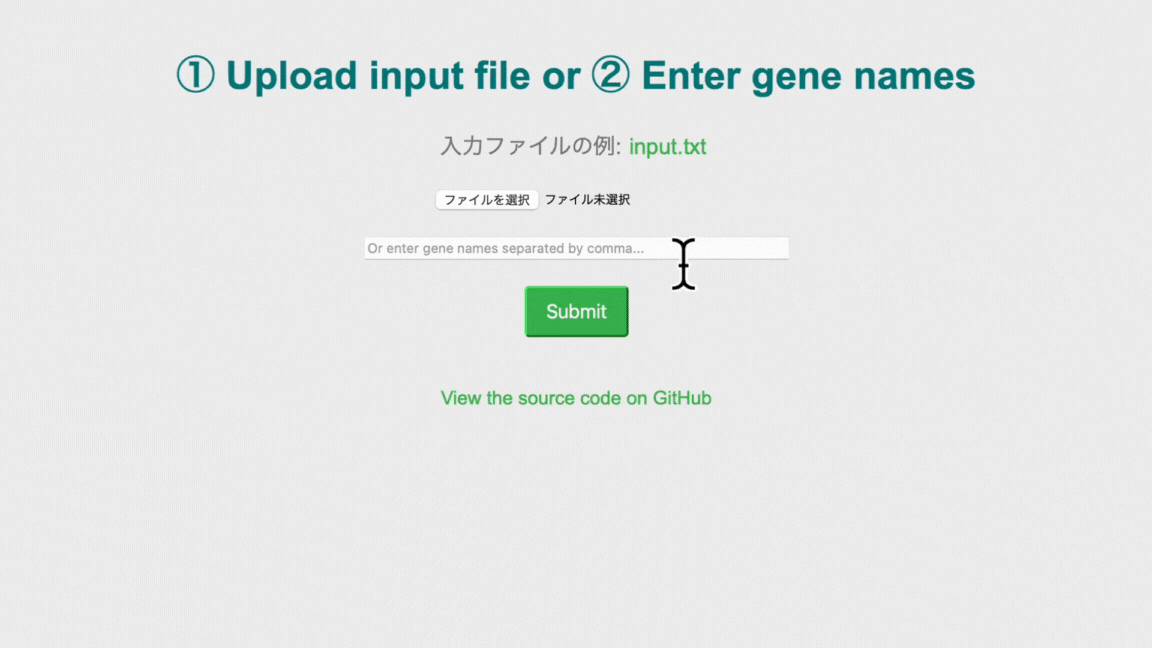 ① Upload input file or ② Enter gene names
入力ファイルの例: input.txt
ファイルを選択 ファイル未選択
Or enter gene names separated by comma...
Submit
View the source code on GitHub